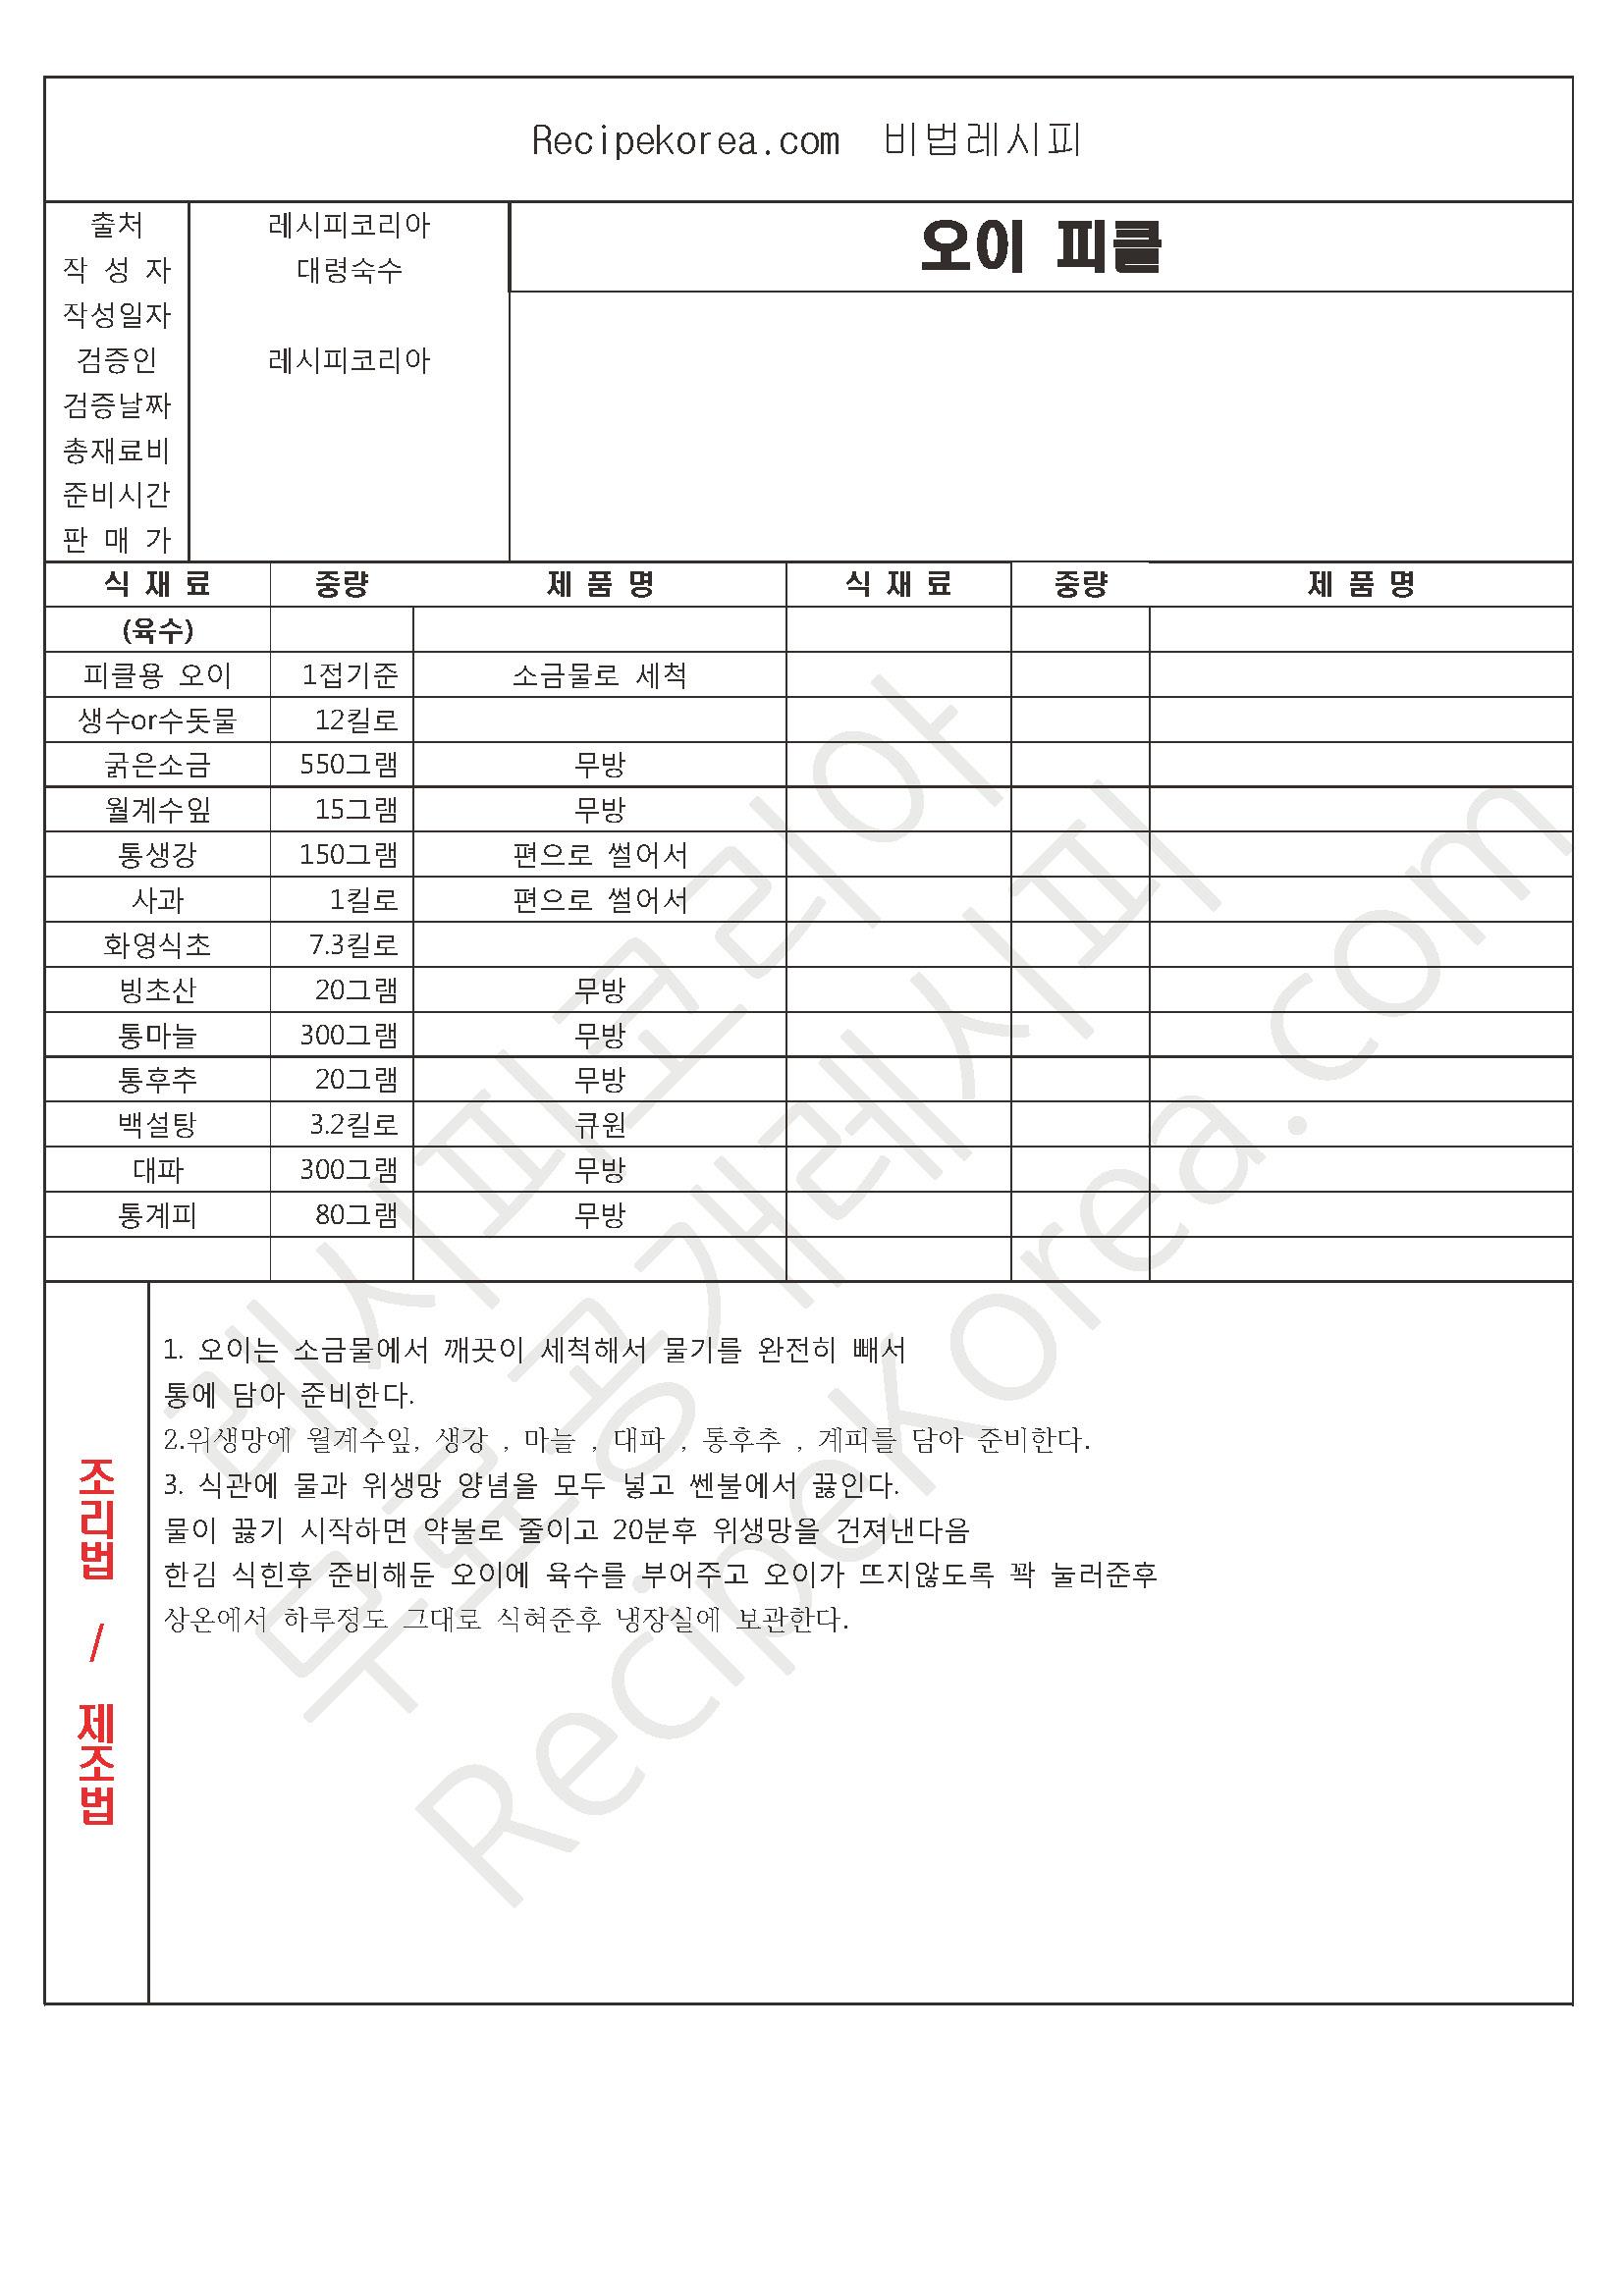 Recipekorea.com 비법레시피
출처 레시피코리아 오이 피클
작 성 자 대령숙수
작성일자
검증인 레시피코리아
검증날짜
총재료비
준비시간
판 매 가
식 재 료 중량 제 품 명 식 재 료 중량 제 품 명
(육수)
피클용 오이 1접기준 소금물로 세척
생수or수돗물 12킬로
굵은소금 550그램 무방
월계수잎 15그램 무방
통생강 150그램 편으로 썰어서
사과 1킬로 편으로 썰어서
화영식초 7.3킬로
빙초산 20그램 무방
통마늘 300그램 무방
통후추 20그램 무방
백설탕 3.2킬로 큐원
대파 300그램 무방
통계피 80그램 무방
조리법 / 제조법
1. 오이는 소금물에서 깨끗이 세척해서 물기를 완전히 빼서
통에 담아 준비한다.
2.위생망에 월계수잎, 생강 , 마늘 , 대파 , 통후추 , 계피를 담아 준비한다.
3. 식관에 물과 위생망 양념을 모두 넣고 쎈불에서 끓인다.
물이 끓기 시작하면 약불로 줄이고 20분후 위생망을 건져낸다음
한김 식힌후 준비해둔 오이에 육수를 부어주고 오이가 뜨지않도록 꽉 눌러준후
상온에서 하루정도 그대로 식혀준후 냉장실에 보관한다.
레시피코리아
무료공개레시피
Recipekorea.com